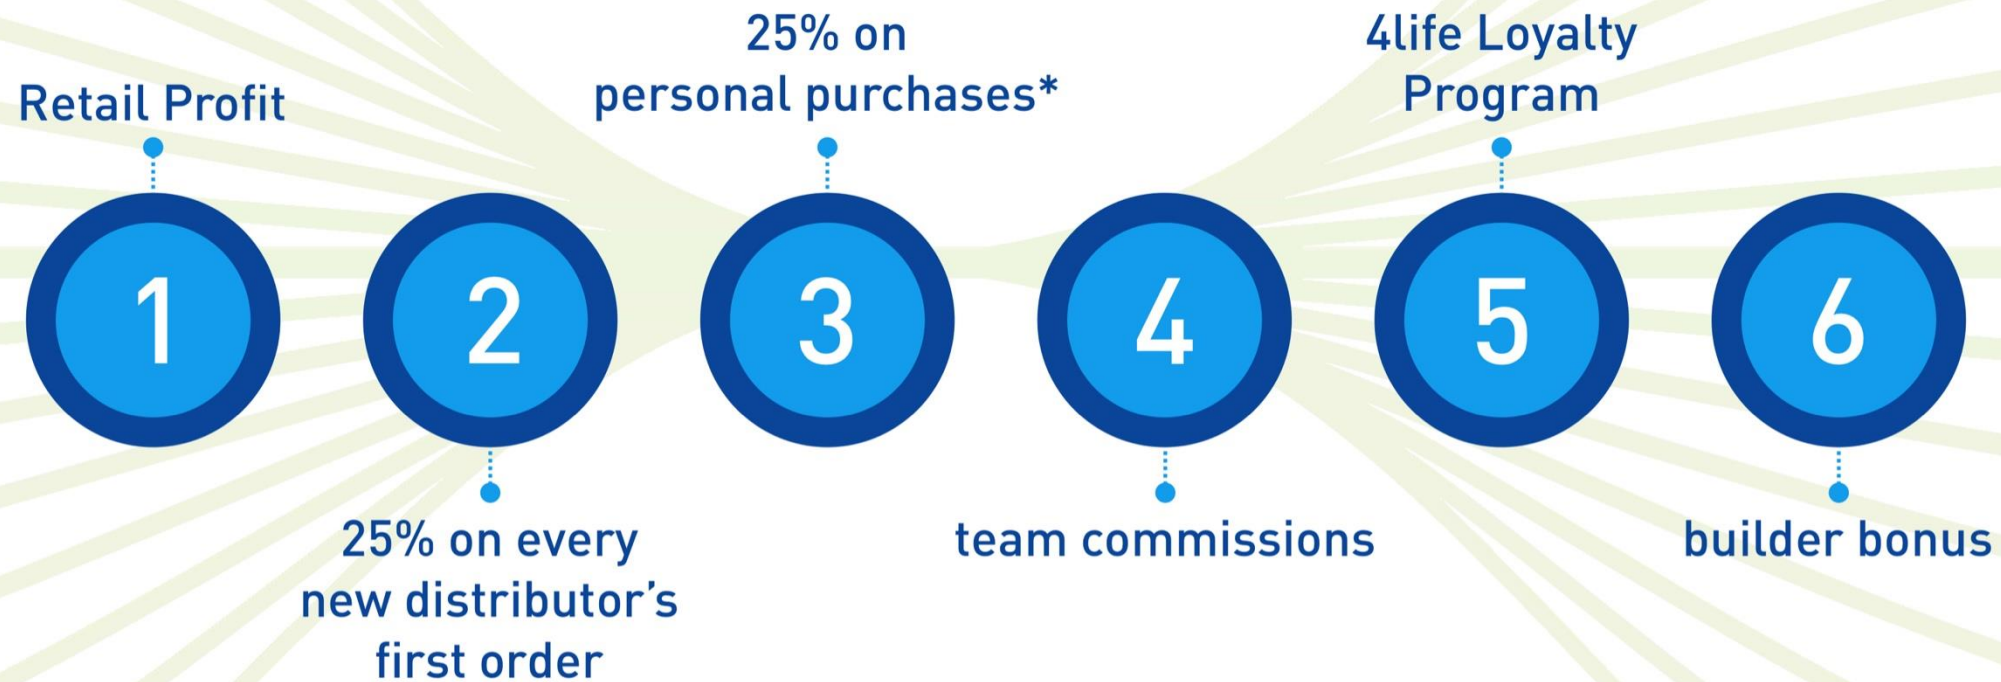 Retail Profit
1
2
25% on every
new distributor’s
first order
25% on
personal purchases*
3
4
team commissions
4life Loyalty
Program
5
6
builder bonus